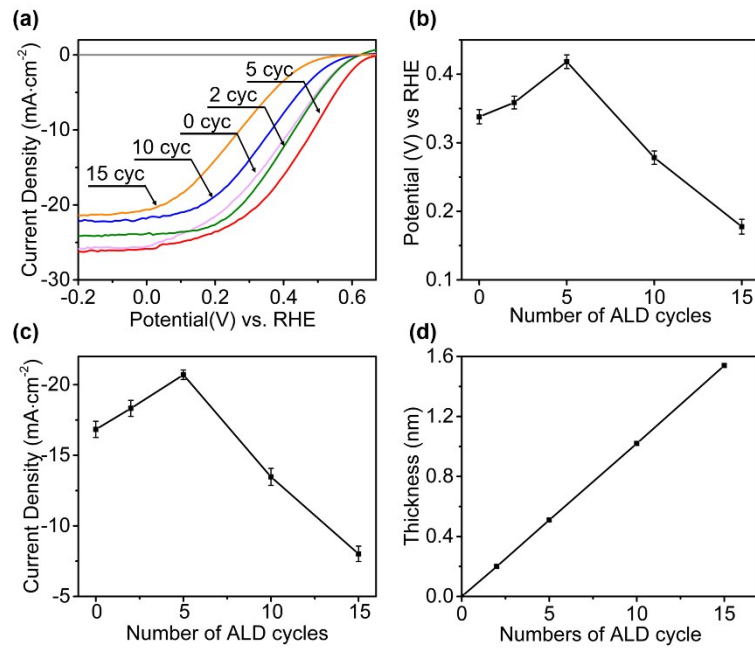 (a)
Current Density (mA·cm-2)
0
-10
-20
-30
-0.2 0.0 0.2 0.4 0.6
Potential(V) vs. RHE
5 cyc
2 cyc
0 cyc
10 cyc
15 cyc
(b)
Potential (V) vs RHE
0.4
0.3
0.2
0.1
0 5 10 15
Number of ALD cycles
(c)
Current Density (mA·cm-2)
-20
-15
-10
-5
0 5 10 15
Number of ALD cycles
(d)
Thickness (nm)
1.6
1.2
0.8
0.4
0.0
0 5 10 15
Numbers of ALD cycle